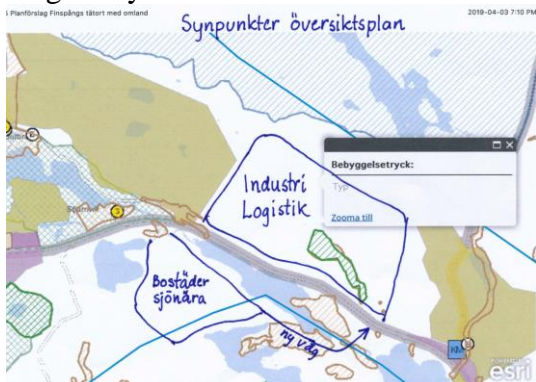 Planförslag Finspångs tätort med omland
2019-04-03 7:10 PM
Synpunkter översiktsplan
Bebyggelsetryck:
Typ
Zooma till
Industri
Logistik
Bostäder
sjönära
ny väg
esri